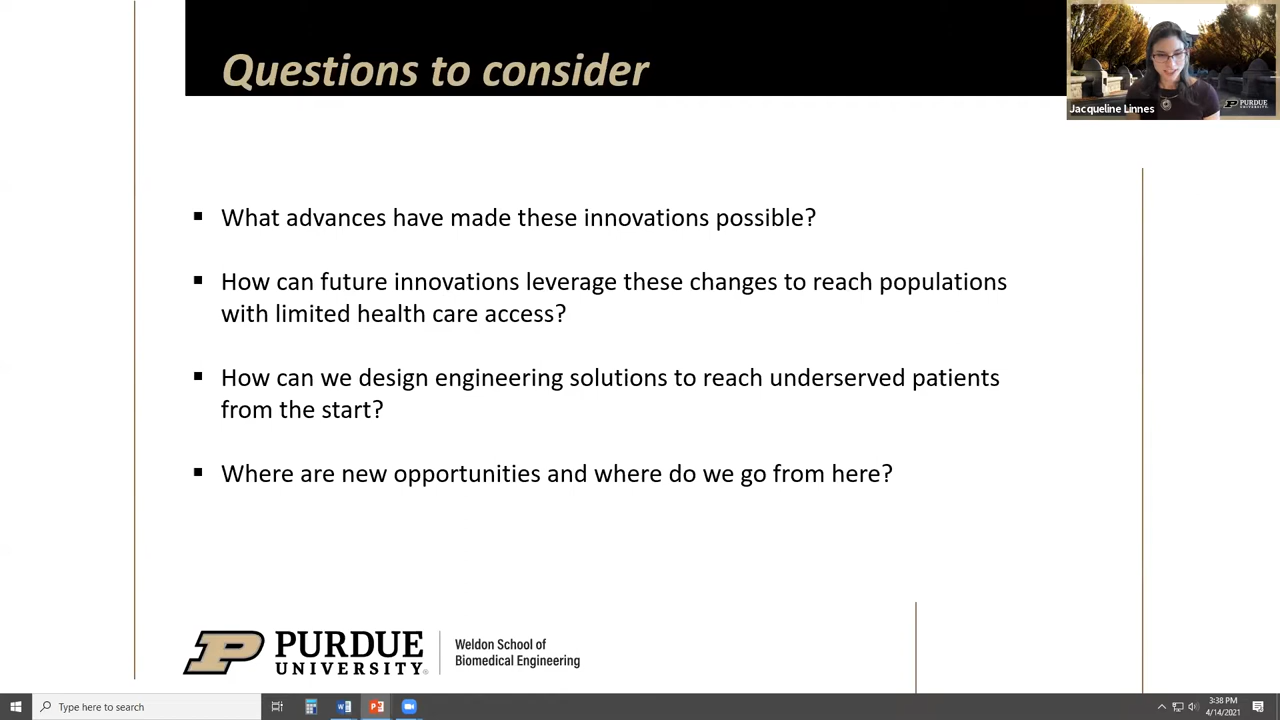 Questions to consider
Jacqueline Linnes
PURDUE
UNIVERSITY
What advances have made these innovations possible?
How can future innovations leverage these changes to reach populations
with limited health care access?
How can we design engineering solutions to reach underserved patients
from the start?
Where are new opportunities and where do we go from here?
P PURDUE
UNIVERSITY®
Weldon School of
Biomedical Engineering
Type here to search
3:38 PM
4/14/2021